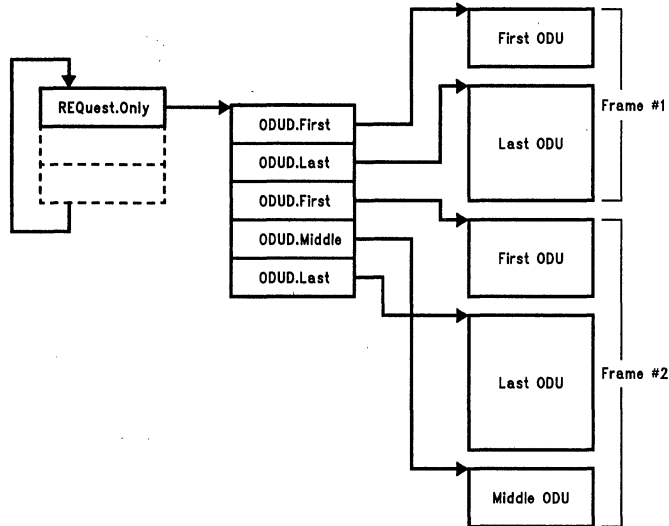 REQuest.Only
ODUD.First
ODUD.Last
ODUD.First
ODUD.Middle
ODUD.Last
First ODU
Last ODU
Frame #1
First ODU
Last ODU
Frame #2
Middle ODU